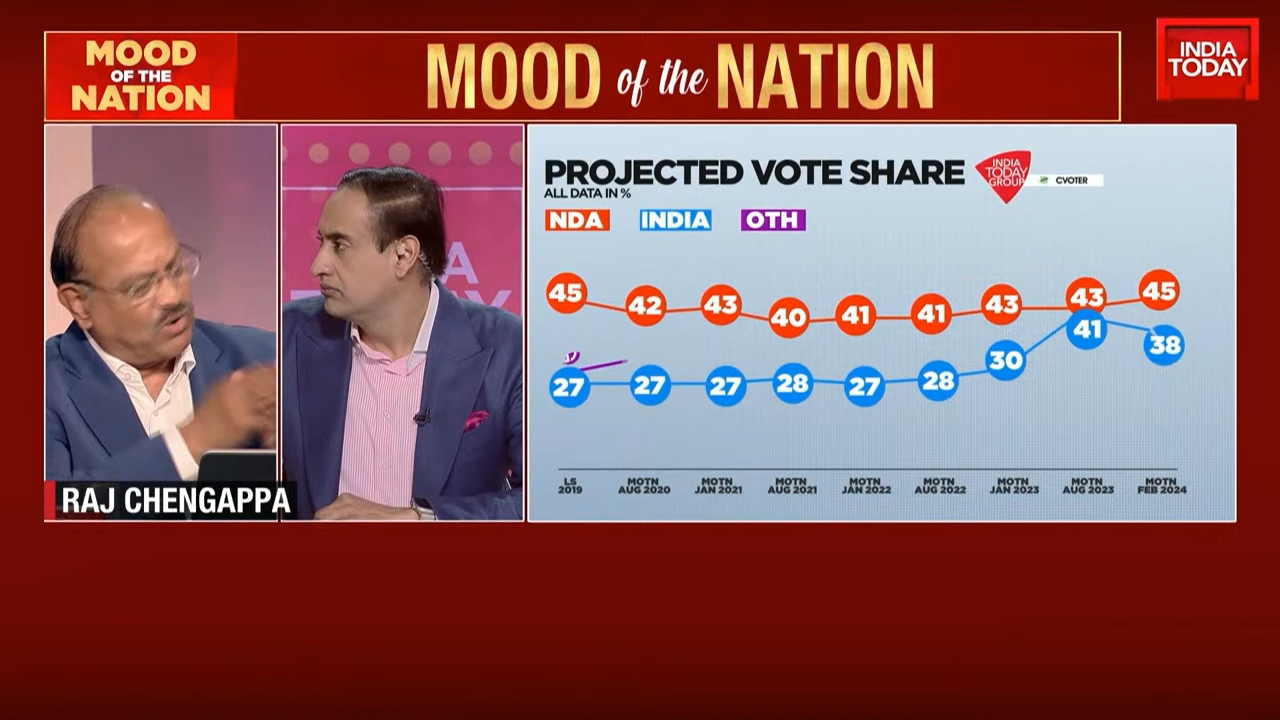 MOOD
OF THE
NATION
MOOD of the NATION
INDIA
TODAY
PROJECTED VOTE SHARE
INDIA
TODAY
GROUP
CVOTER
ALL DATA IN %
NDA INDIA OTH
45 42 43 40 41 41 43 43 45
27 27 27 28 27 28 30 41 38
LS
2019
MOTN
AUG 2020
MOTN
JAN 2021
MOTN
AUG 2021
MOTN
JAN 2022
MOTN
AUG 2022
MOTN
JAN 2023
MOTN
AUG 2023
MOTN
FEB 2024
RAJ CHENGAPPA